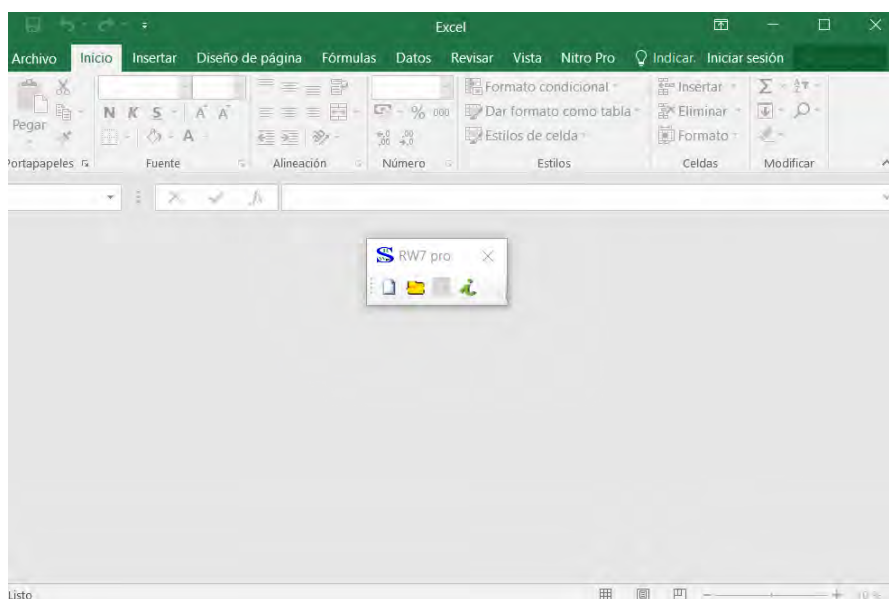 Excel
Archivo Inicio Insertar Diseño de página Fórmulas Datos Revisar Vista Nitro Pro Indicar. Iniciar sesión
Pegar
N K S A A
A
% 000
Formato condicional
Dar formato como tabla
Estilos de celda
Insertar
Eliminar
Formato
Portapapeles Fuente Alineación Número Estilos Celdas Modificar
fx
RW7 pro
Listo